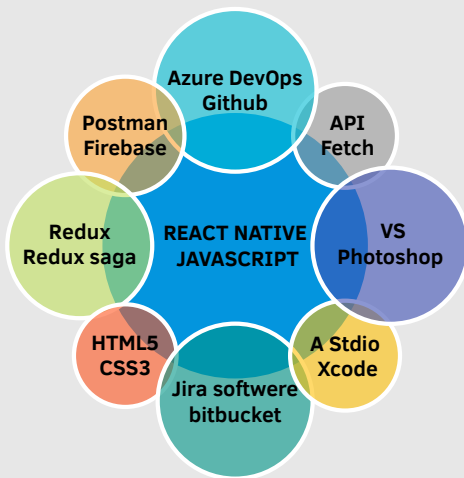 Azure DevOps
Github
Postman
Firebase
API
Fetch
Redux
Redux saga
REACT NATIVE
JAVASCRIPT
VS
Photoshop
HTML5
CSS3
A Stdio
Xcode
Jira softwere
bitbucket